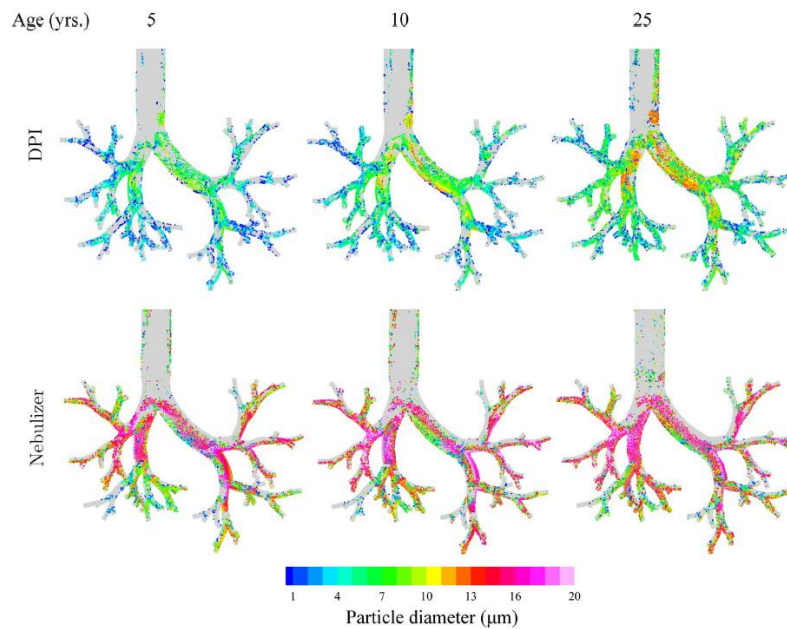 Age (yrs.) 5 10 25
DPI
Nebulizer
1 4 7 10 13 16 20
Particle diameter (μm)